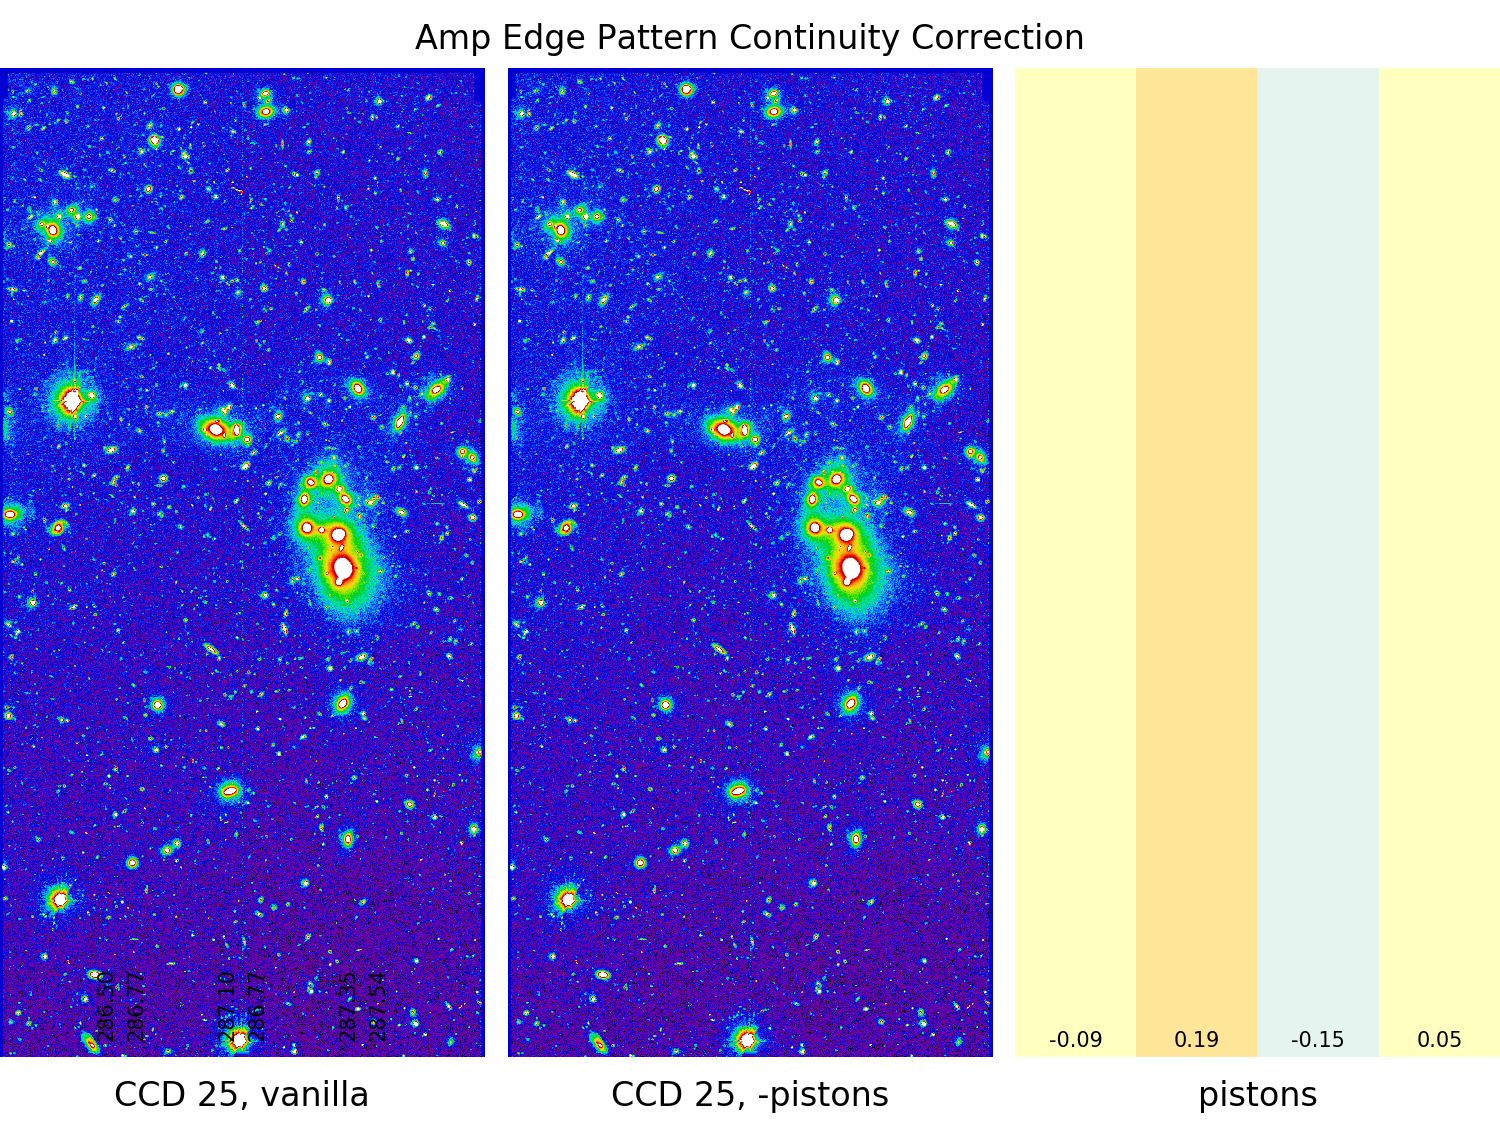 Amp Edge Pattern Continuity Correction
286.50
286.77
287.10
286.77
287.35
287.54
-0.09 0.19 -0.15 0.05
CCD 25, vanilla CCD 25, -pistons pistons